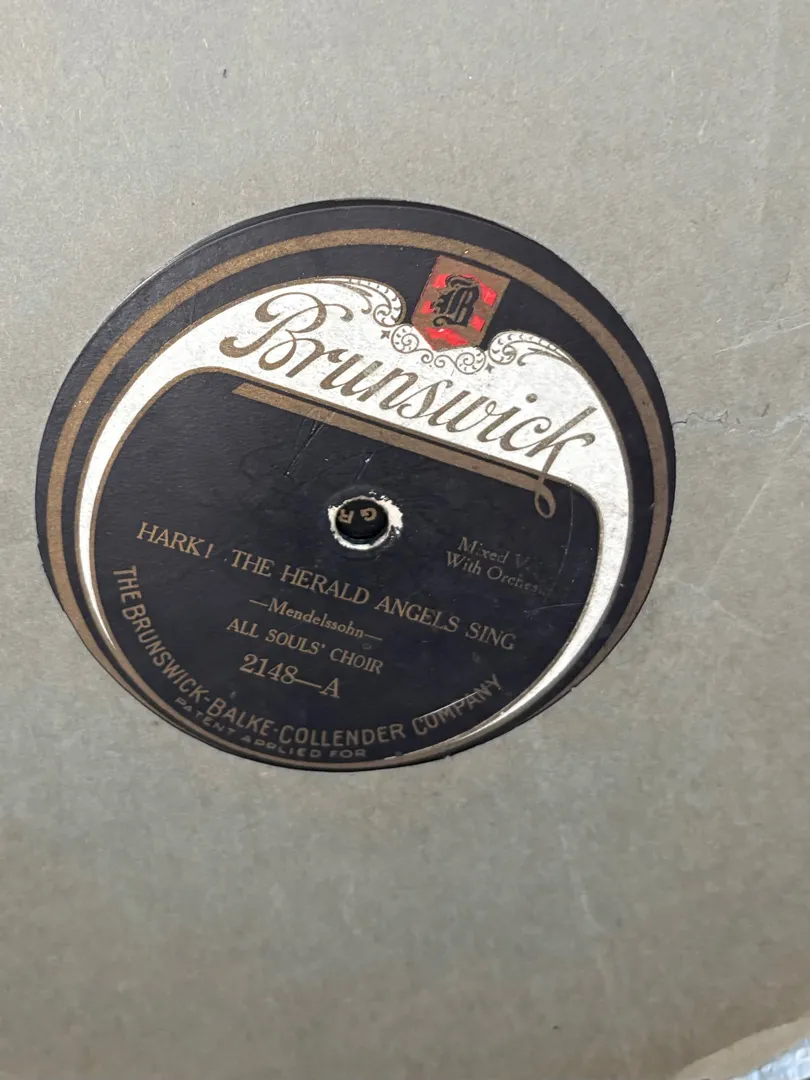 B
Brunswick
Mixed
With
HARK! THE HERALD ANGELS SING
—Mendelssohn—
ALL SOULS' CHOIR
2148—A
THE BRUNSWICK-BALKE-COLLENDER COMPANY
PATENT APPLIED FOR